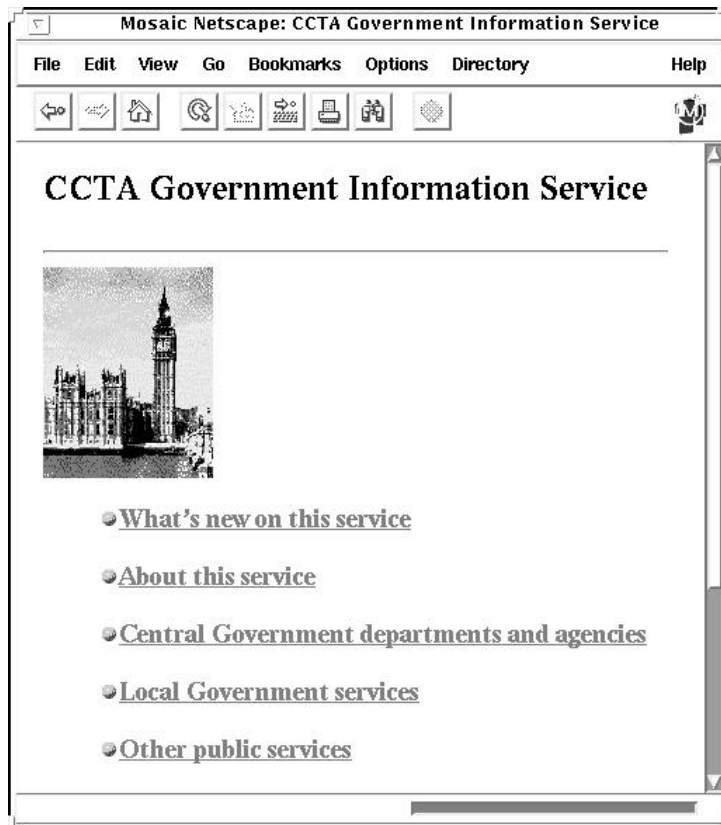 Mosaic Netscape: CCTA Government Information Service
File Edit View Go Bookmarks Options Directory Help
M
CCTA Government Information Service
What's new on this service
About this service
Central Government departments and agencies
Local Government services
Other public services